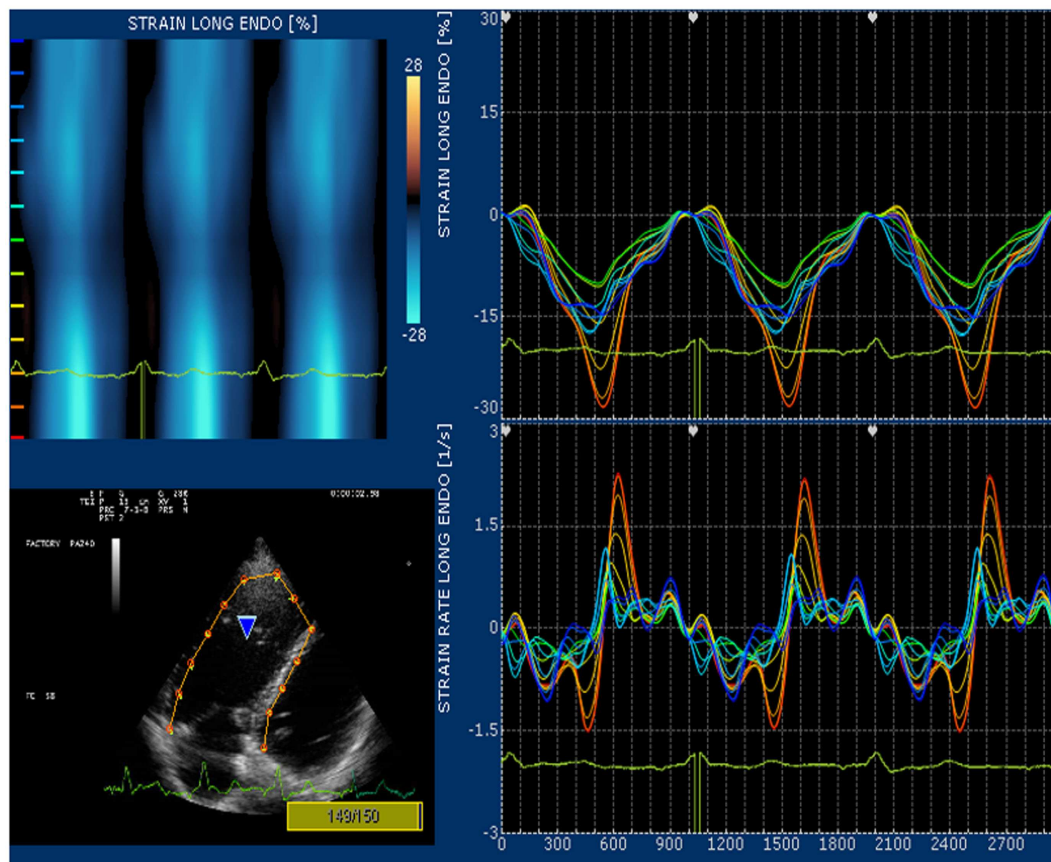 STRAIN LONG ENDO [%]
28
-28
STRAIN LONG ENDO [%]
30
15
0
-15
-30
STRAIN RATE LONG ENDO [1/s]
3
1.5
0
-1.5
-3
0 300 600 900 1200 1500 1800 2100 2400 2700
PST 2
FACTORY
149/150